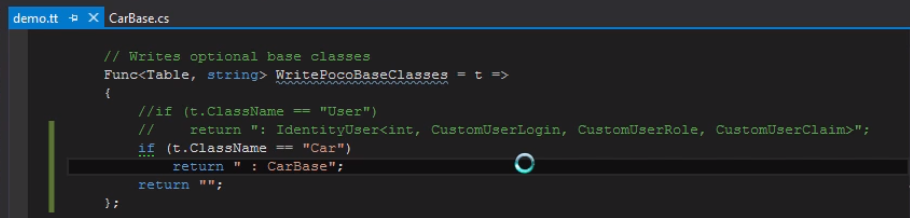 demo.tt CarBase.cs
// Writes optional base classes
Func<Table, string> WritePocoBaseClasses = t =>
{
//if (t.ClassName == "User")
//    return ": IdentityUser<int, CustomUserLogin, CustomUserRole, CustomUserClaim>";
if (t.ClassName == "Car")
return " : CarBase";
return "";
};